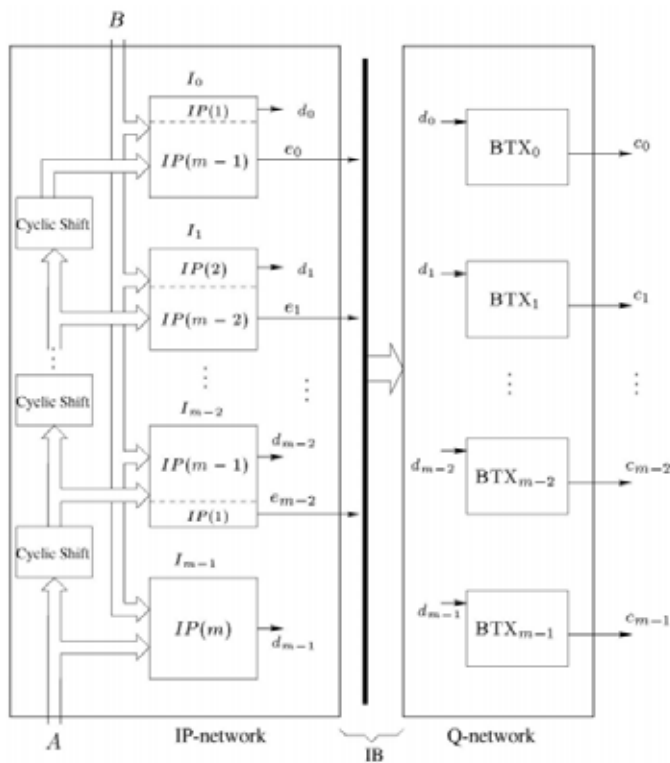 B
I₀
IP(1)
d₀
e₀
IP(m − 1)
Cyclic Shift
I₁
IP(2)
d₁
e₁
IP(m − 2)
⋮
⋮
⋮
Cyclic Shift
Iₘ₋₂
IP(m − 1)
dₘ₋₂
eₘ₋₂
IP(1)
Cyclic Shift
Iₘ₋₁
IP(m)
dₘ₋₁
A
IP-network
IB
d₀
BTX₀
c₀
d₁
BTX₁
c₁
⋮
⋮
dₘ₋₂
BTXₘ₋₂
cₘ₋₂
dₘ₋₁
BTXₘ₋₁
cₘ₋₁
Q-network